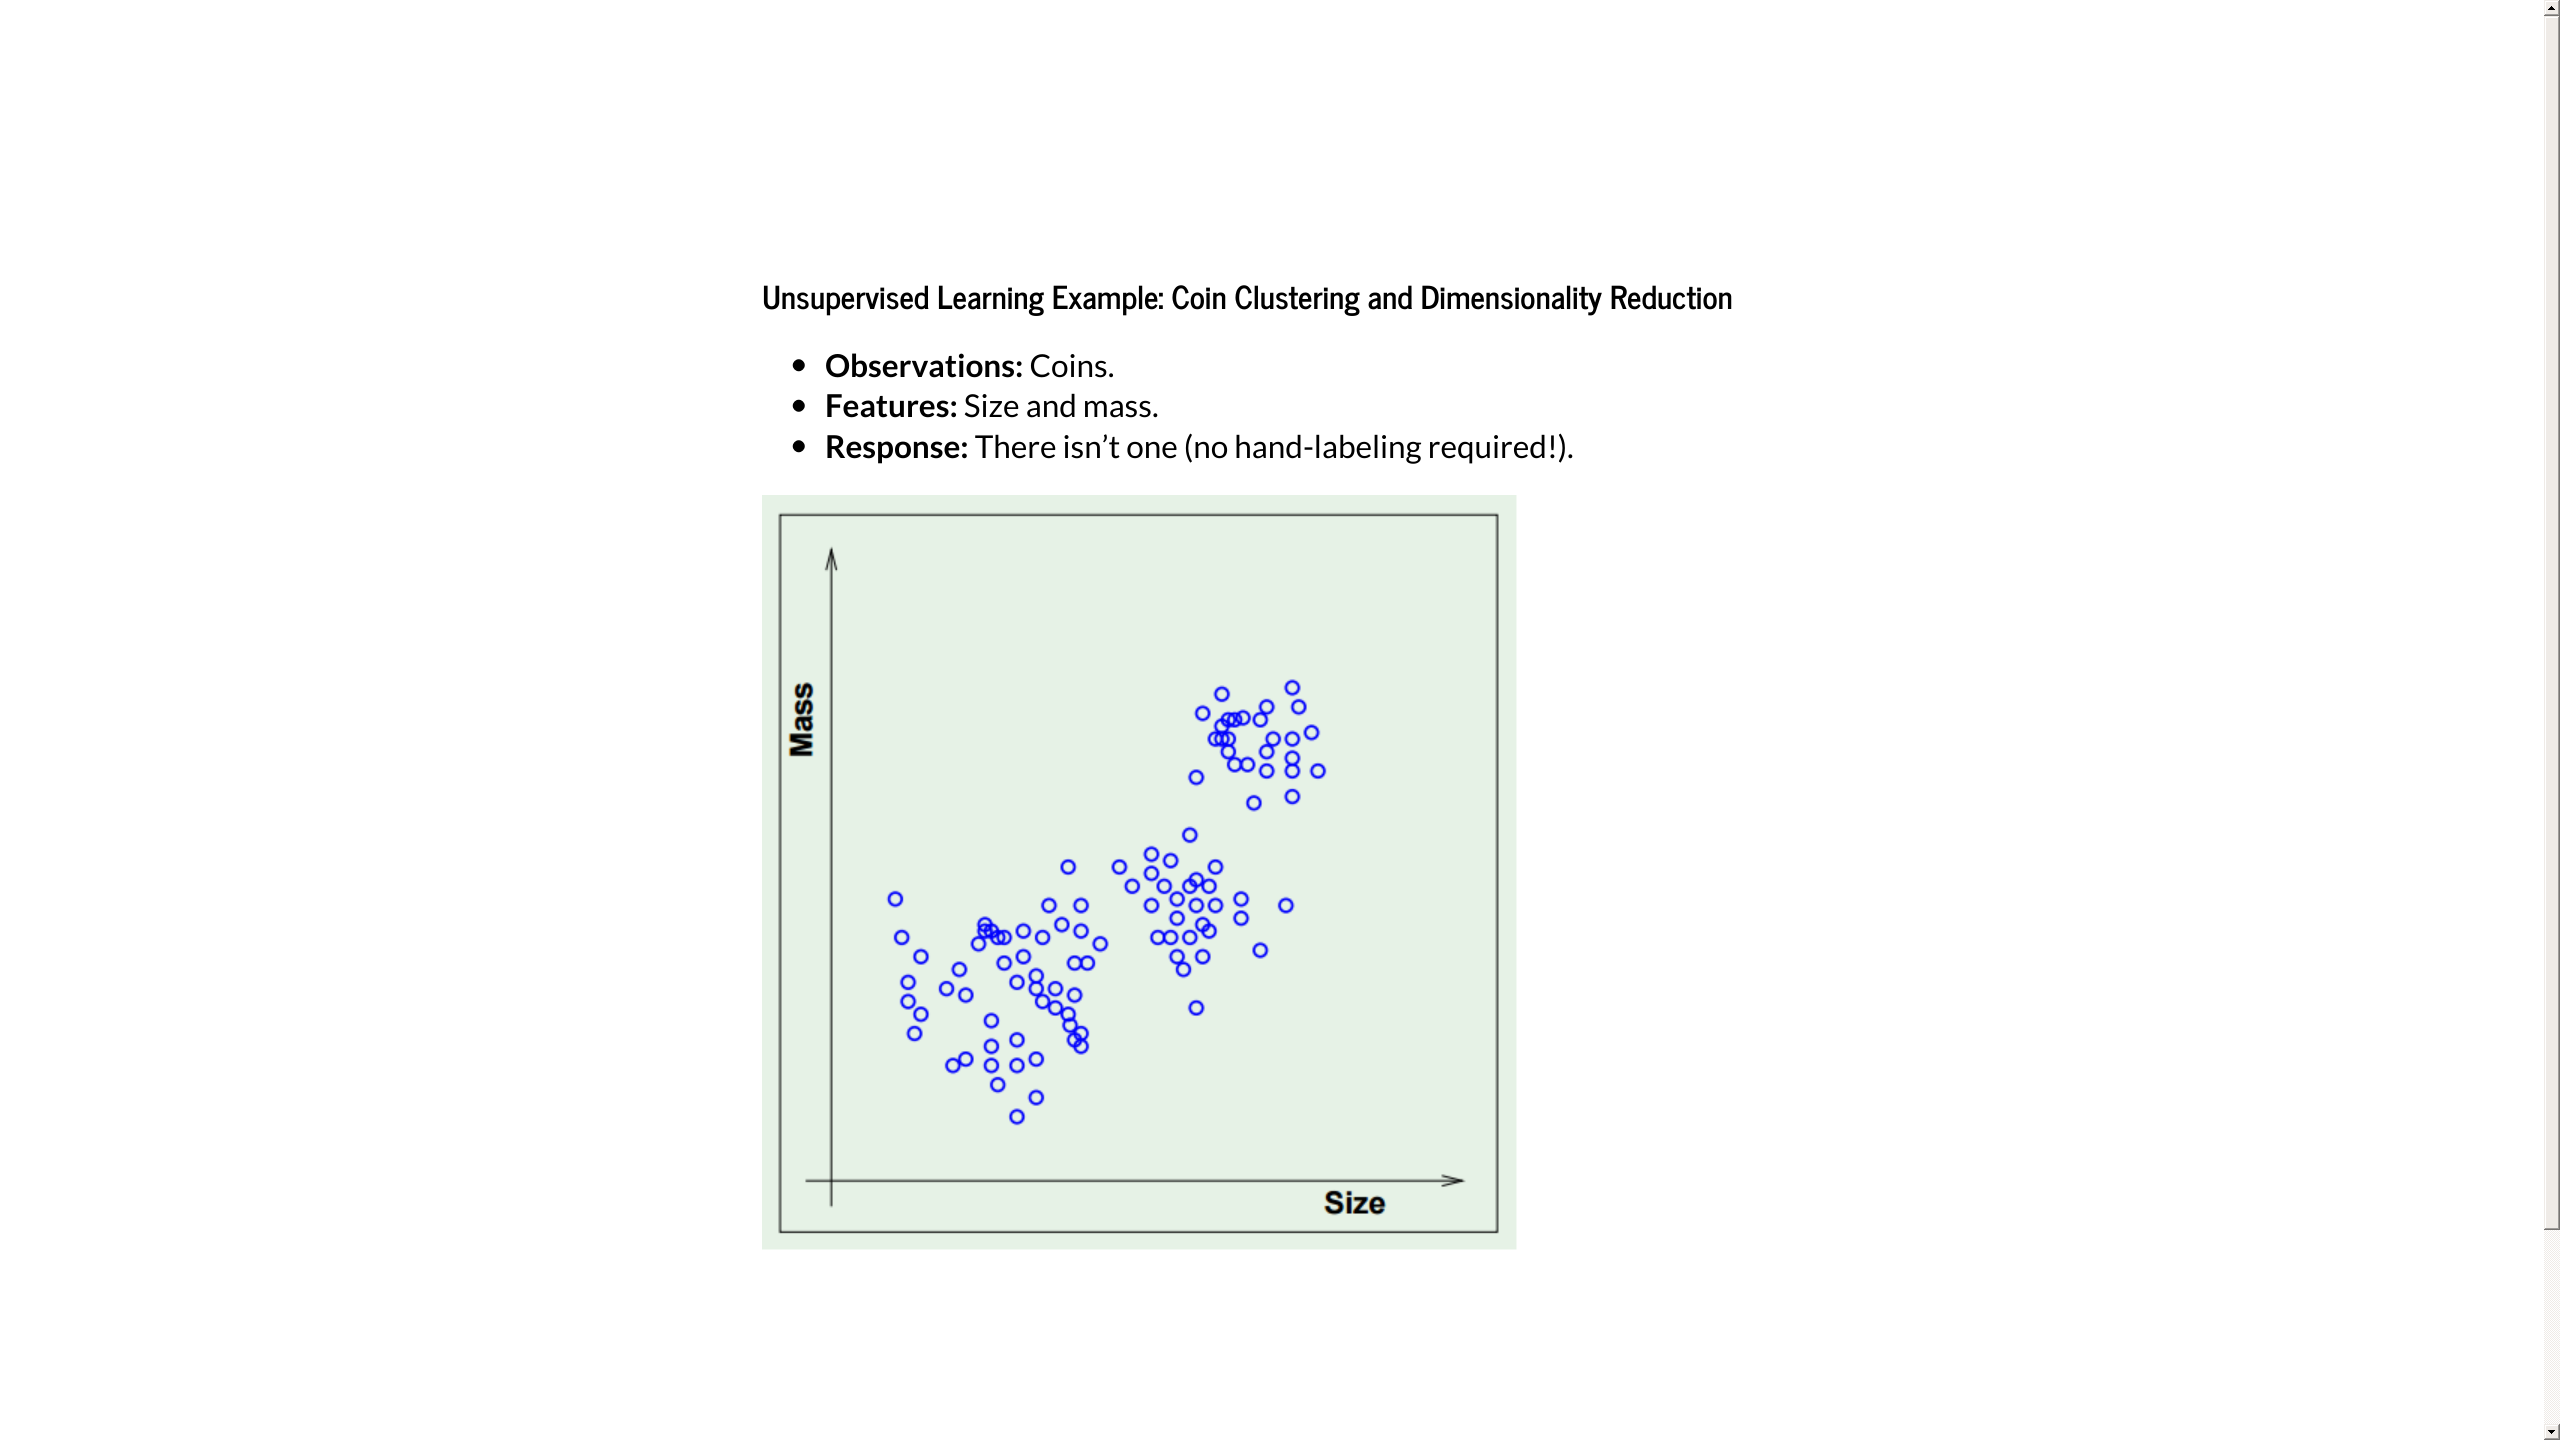 Unsupervised Learning Example: Coin Clustering and Dimensionality Reduction
• Observations: Coins.
• Features: Size and mass.
• Response: There isn’t one (no hand-labeling required!).
Mass
Size